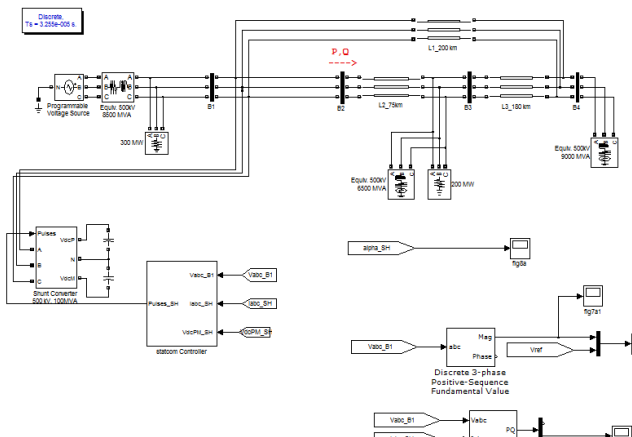 Discrete,
Ts = 3.255e-005 s.
L1_200 km
P,Q
---->
N
A
B
C
A
B
C
A
B
C
Programmable
Voltage Source
Equiv. 500kV
8500 MVA
B1
B2
L2_75km
B3
L3_180 km
B4
A B C
300 MW
A B C
Equiv. 500kV
9000 MVA
A B C
Equiv. 500kV
6500 MVA
A B C
200 MW
Pulses
A
B
C
VdcP
N
VdcM
Shunt Converter
500 kV, 100MVA
Pulses_SH
Vabc_B1
Iabc_SH
VdcPM_SH
statcom Controller
Vabc_B1
Iabc_SH
VdcPM_SH
alpha_SH
fig8a
fig7a1
Vabc_B1
abc
Mag
Phase
Vref
Discrete 3-phase
Positive-Sequence
Fundamental Value
Vabc_B1
Vabc
PQ